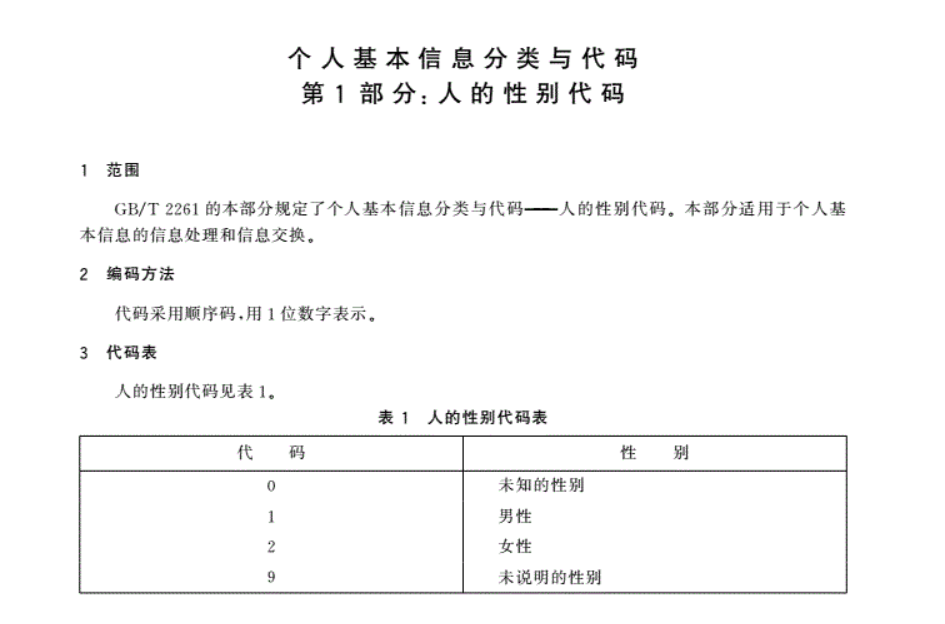 个人基本信息分类与代码
第1部分:人的性别代码
1 范围
GB/T 2261 的本部分规定了个人基本信息分类与代码——人的性别代码。本部分适用于个人基
本信息的信息处理和信息交换。
2 编码方法
代码采用顺序码,用1位数字表示。
3 代码表
人的性别代码见表1。
表1 人的性别代码表
代 码 性 别
0 未知的性别
1 男性
2 女性
9 未说明的性别